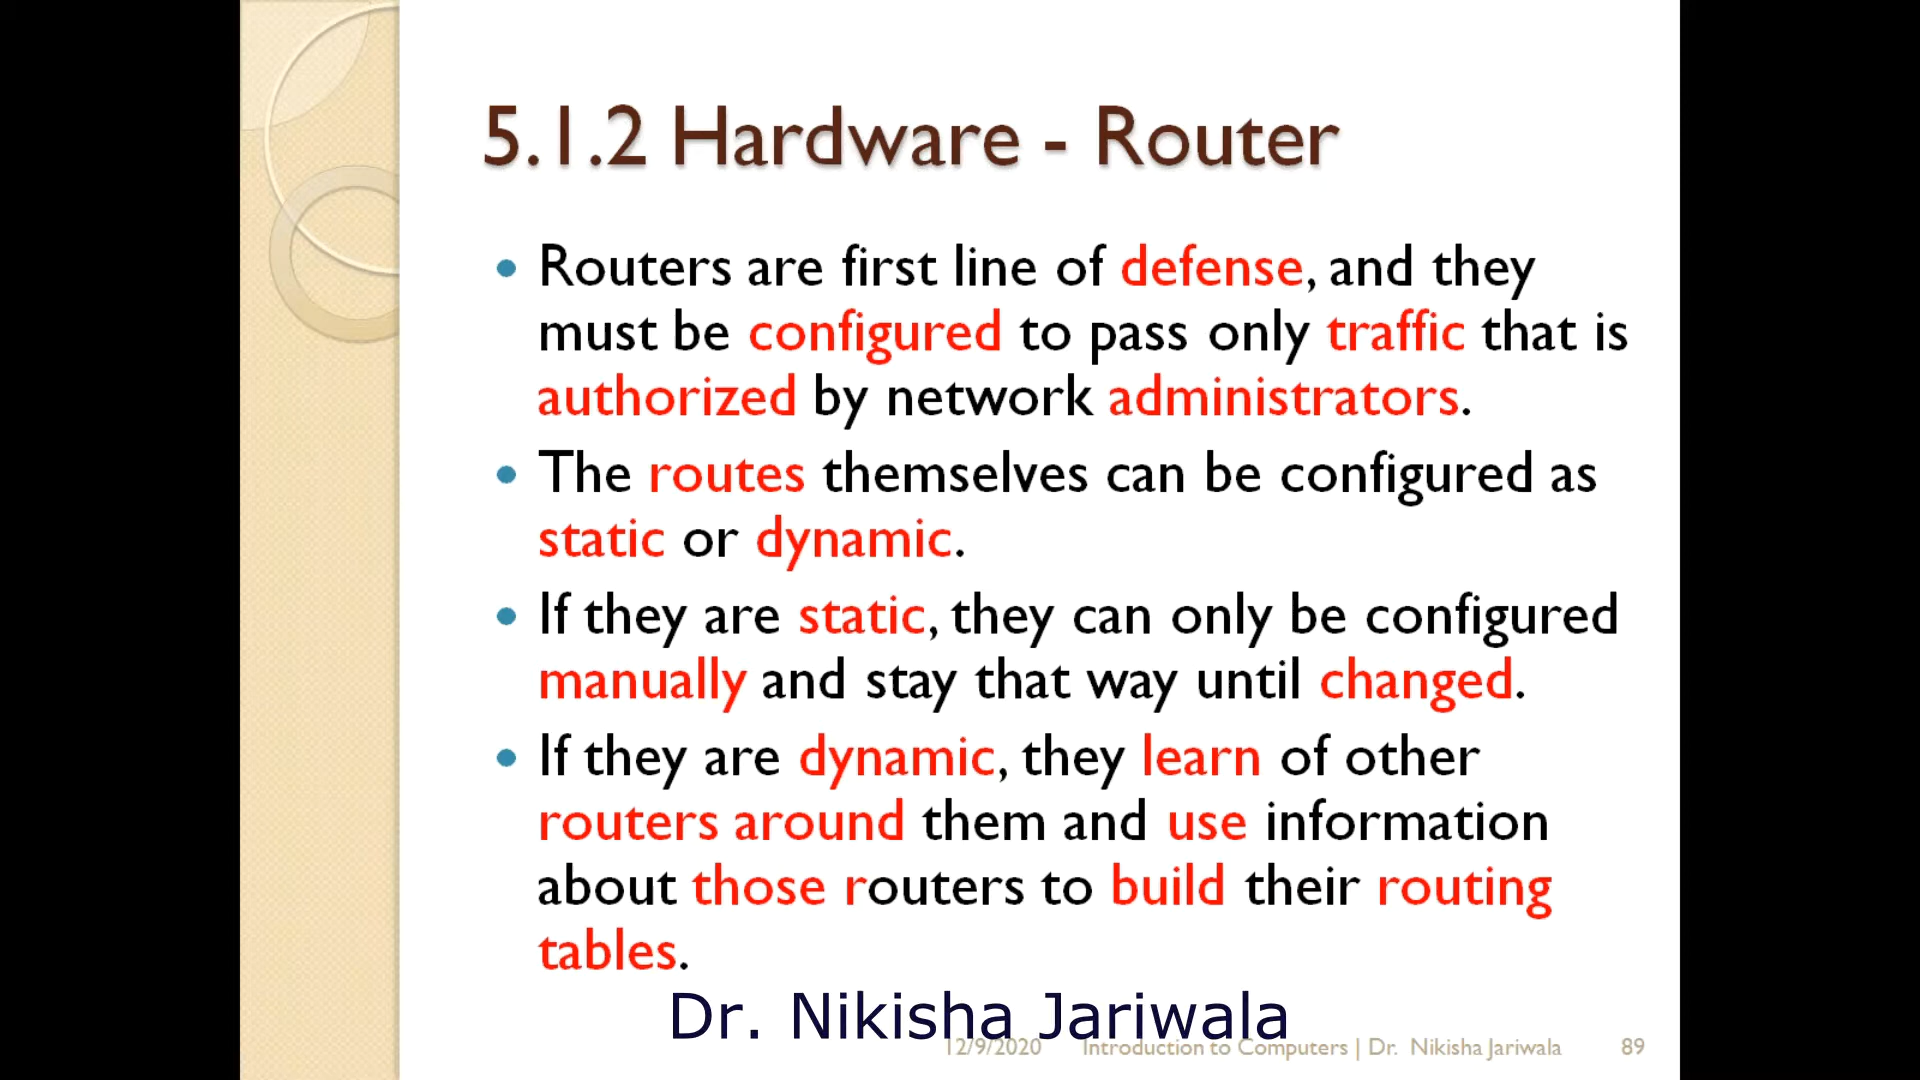 5.1.2 Hardware - Router
• Routers are first line of defense, and they
must be configured to pass only traffic that is
authorized by network administrators.
• The routes themselves can be configured as
static or dynamic.
• If they are static, they can only be configured
manually and stay that way until changed.
• If they are dynamic, they learn of other
routers around them and use information
about those routers to build their routing
tables.
Dr. Nikisha Jariwala
12/9/2020 Introduction to Computers | Dr. Nikisha Jariwala 89